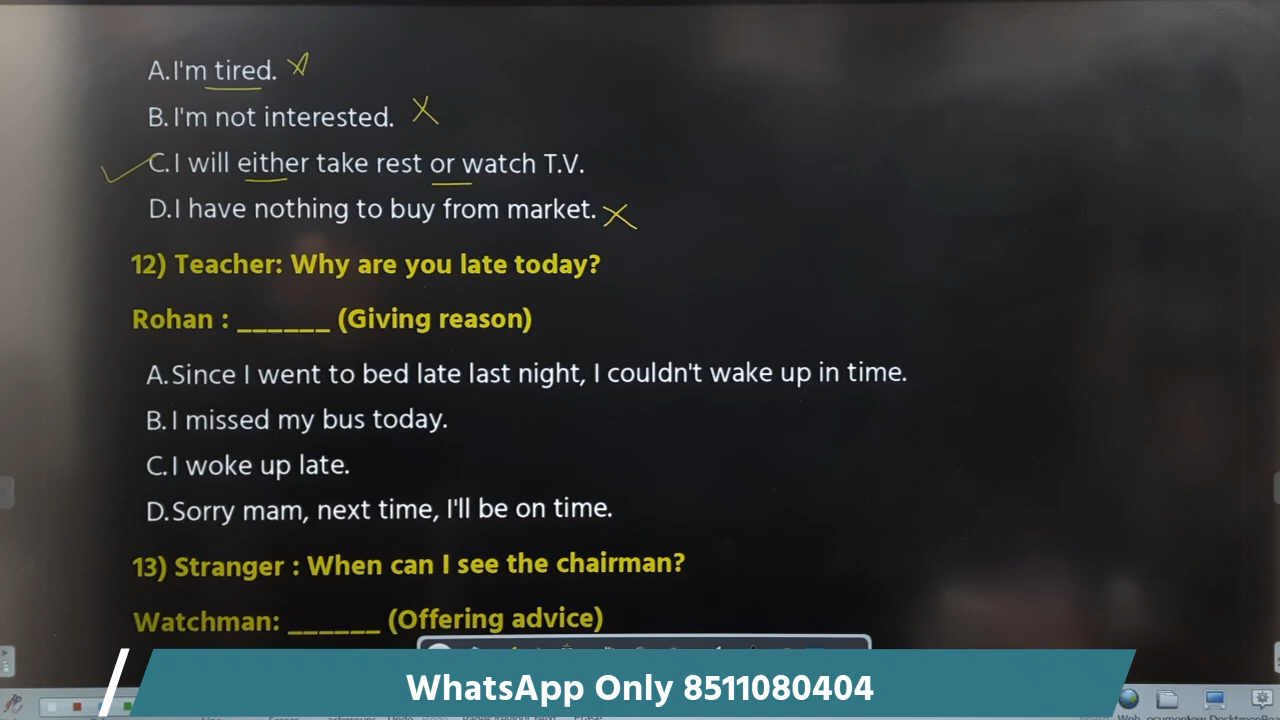 A. I'm tired.
B. I'm not interested.
C. I will either take rest or watch T.V.
D. I have nothing to buy from market.
12) Teacher: Why are you late today?
Rohan : ______ (Giving reason)
A. Since I went to bed late last night, I couldn't wake up in time.
B. I missed my bus today.
C. I woke up late.
D. Sorry mam, next time, I'll be on time.
13) Stranger : When can I see the chairman?
Watchman: ______ (Offering advice)
WhatsApp Only 8511080404